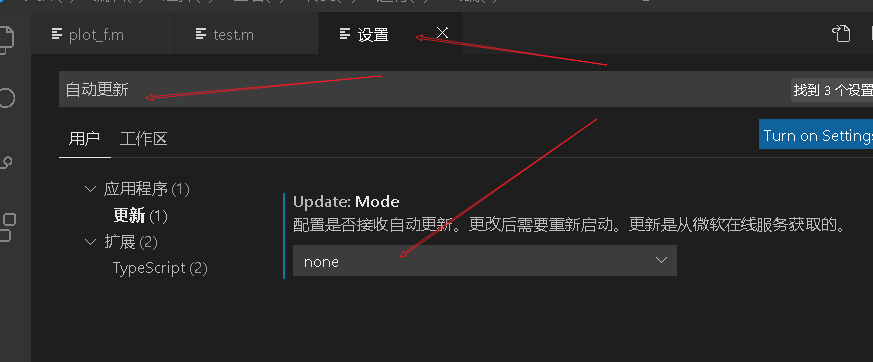 plot_f.m test.m 设置
自动更新 找到 3 个设置
用户 工作区 Turn on Settings
应用程序 (1)
更新 (1)
扩展 (2)
TypeScript (2)
Update: Mode
配置是否接收自动更新。更改后需要重新启动。更新是从微软在线服务获取的。
none